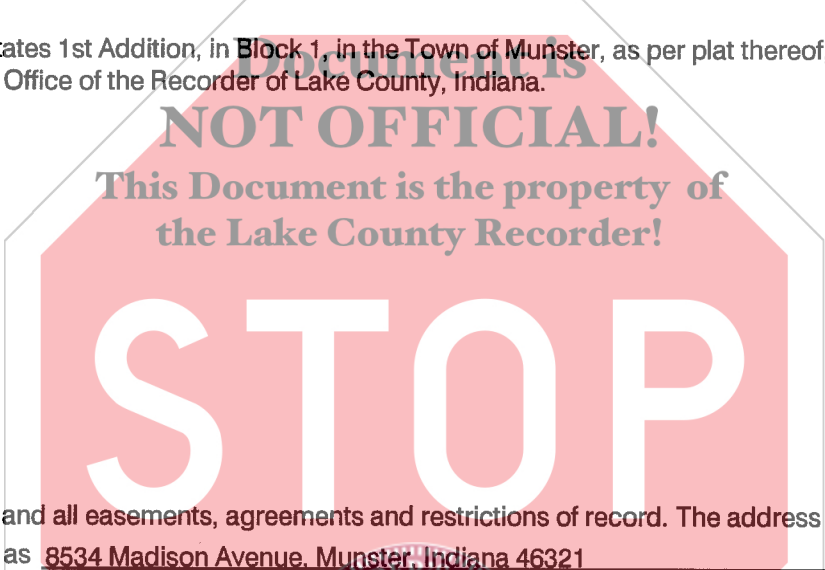 ates 1st Addition, in Block 1, in the Town of Munster, as per plat thereof
Document is
Office of the Recorder of Lake County, Indiana.
NOT OFFICIAL!
This Document is the property of
the Lake County Recorder!
STOP
and all easements, agreements and restrictions of record. The address
as 8534 Madison Avenue, Munster, Indiana 46321